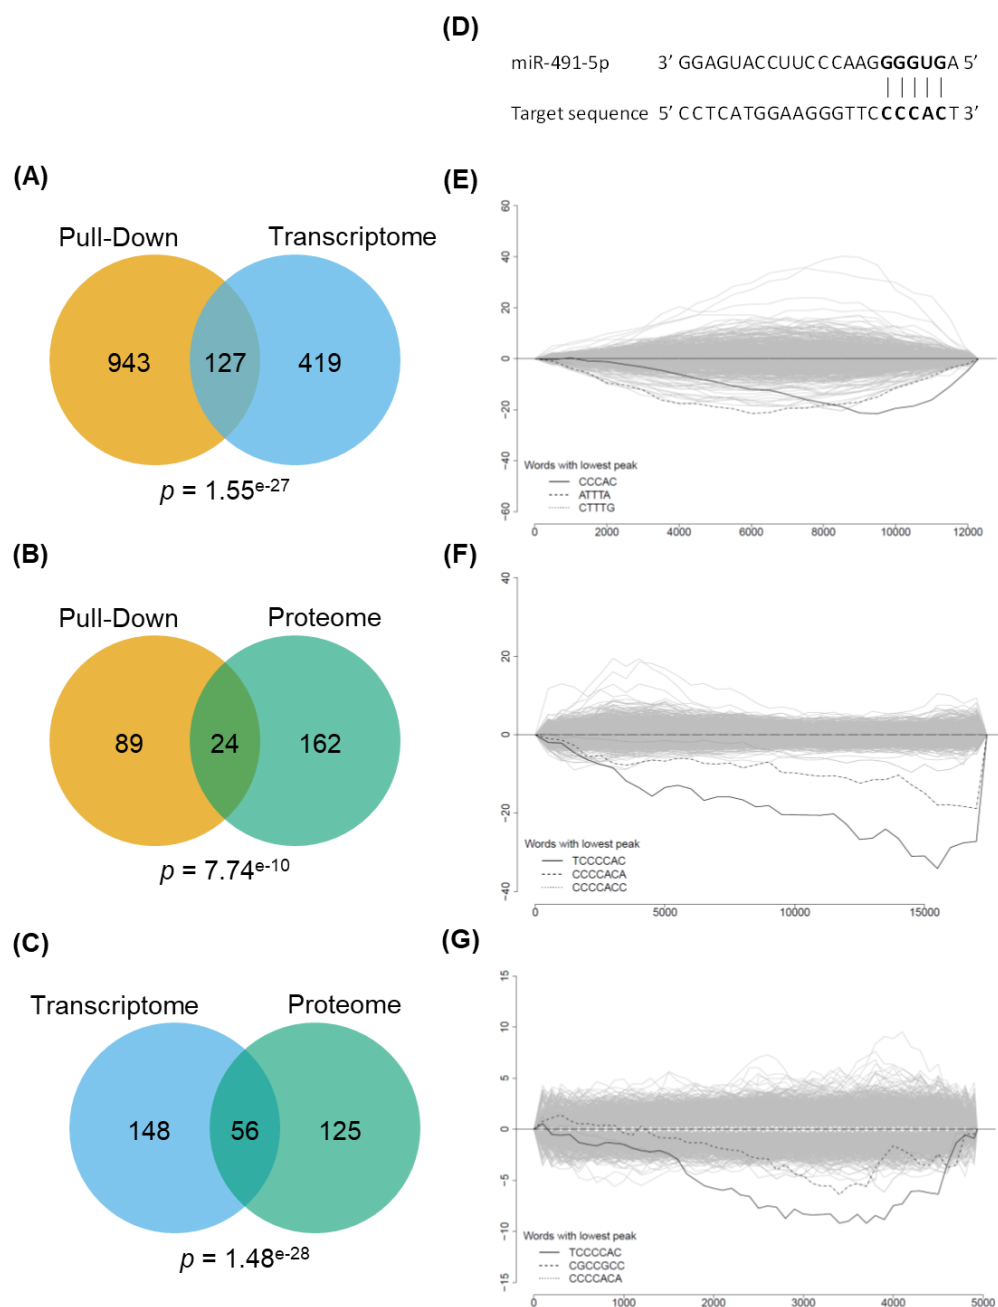 (D)
miR-491-5p 3′ GGAGUACCUUCCCAAGGGGUGA 5′
Target sequence 5′ CCTCATGGAAGGGTTCCCCACT 3′
(A)
Pull-Down Transcriptome
943 127 419
p = 1.55e-27
(E)
60
40
20
0
−20
−40
−60
Words with lowest peak
CCCAC
ATTTA
CTTTG
0 2000 4000 6000 8000 10000 12000
(B)
Pull-Down Proteome
89 24 162
p = 7.74e-10
(F)
40
20
0
−20
−40
Words with lowest peak
TCCCCAC
CCCCACA
CCCCACC
0 5000 10000 15000
(C)
Transcriptome Proteome
148 56 125
p = 1.48e-28
(G)
15
10
5
0
−5
−10
−15
Words with lowest peak
TCCCCAC
CGCCGCC
CCCCACA
0 1000 2000 3000 4000 5000